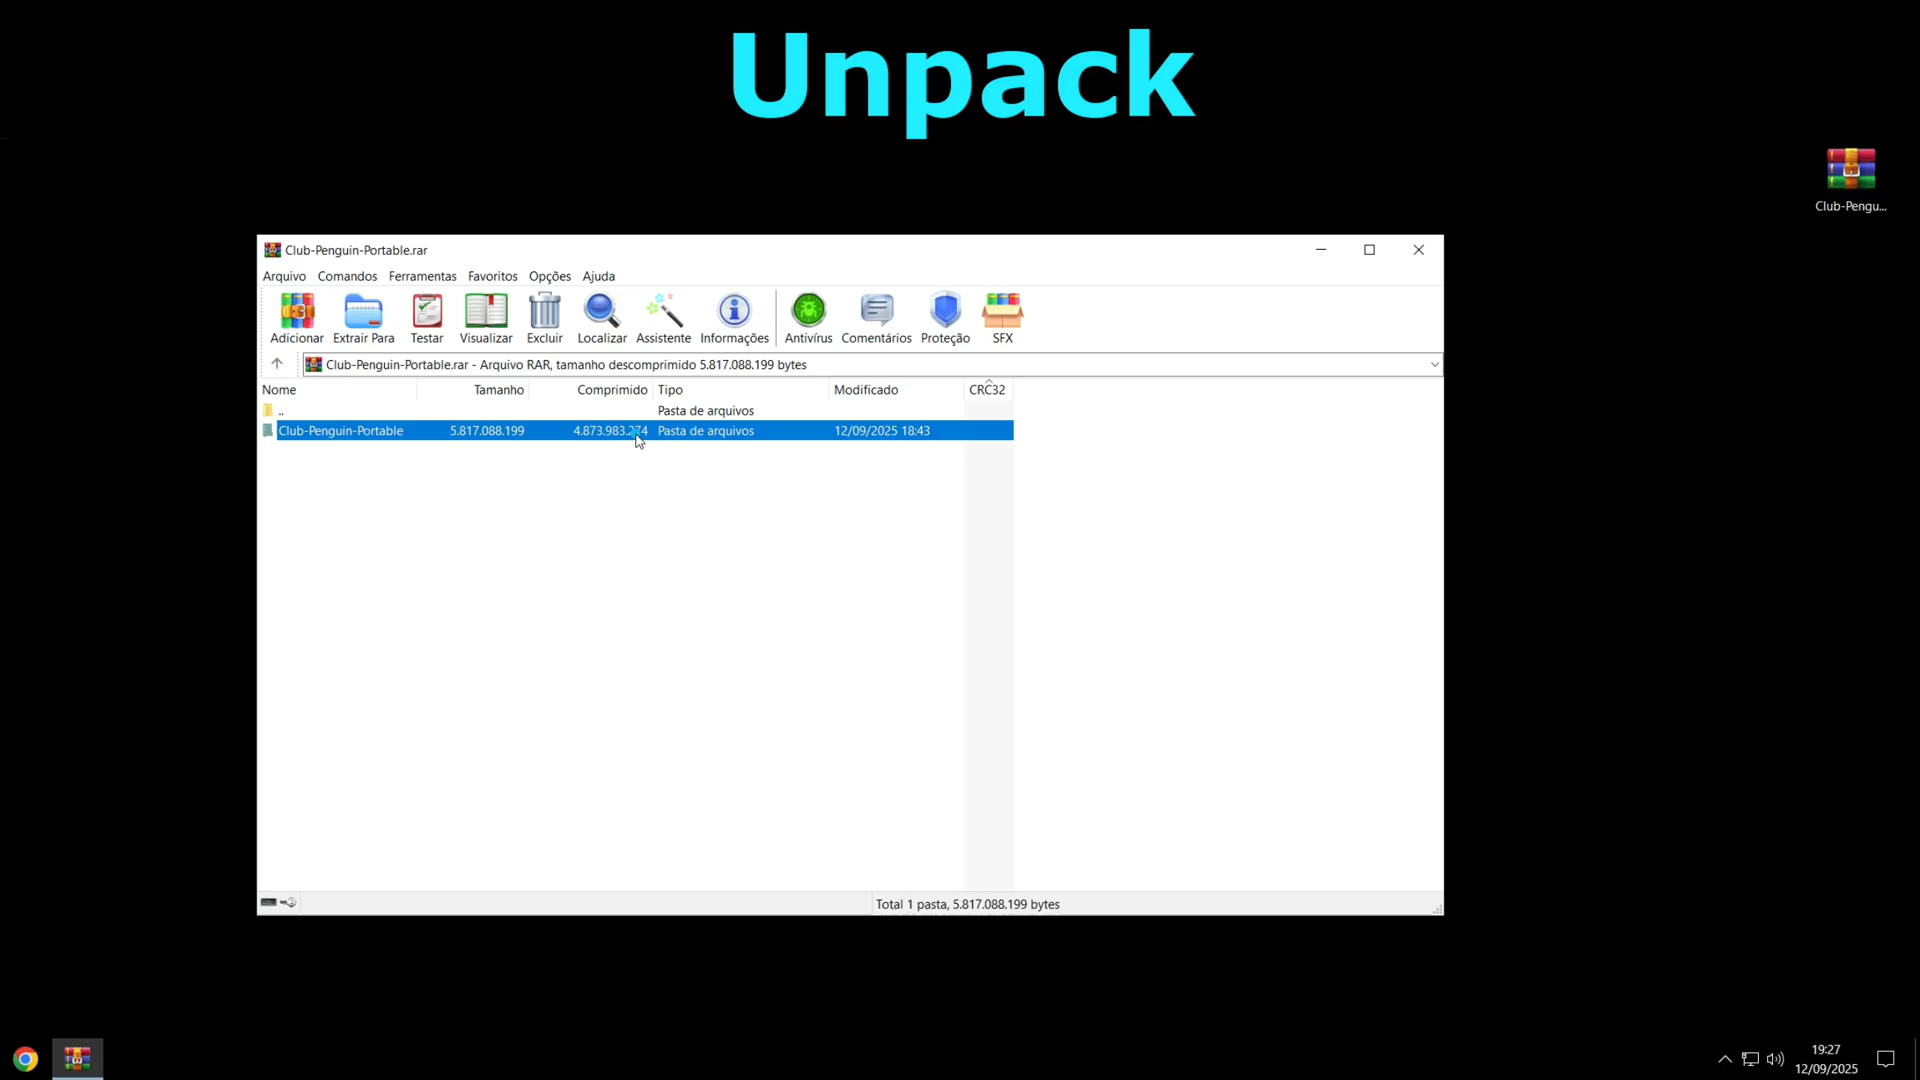 Unpack
Club-Pengu...
Club-Penguin-Portable.rar
Arquivo Comandos Ferramentas Favoritos Opções Ajuda
Adicionar Extrair Para Testar Visualizar Excluir Localizar Assistente Informações Antivírus Comentários Proteção SFX
Club-Penguin-Portable.rar - Arquivo RAR, tamanho descomprimido 5.817.088.199 bytes
Nome Tamanho Comprimido Tipo Modificado CRC32
.. Pasta de arquivos
Club-Penguin-Portable 5.817.088.199 4.873.983.274 Pasta de arquivos 12/09/2025 18:43
Total 1 pasta, 5.817.088.199 bytes
19:27
12/09/2025